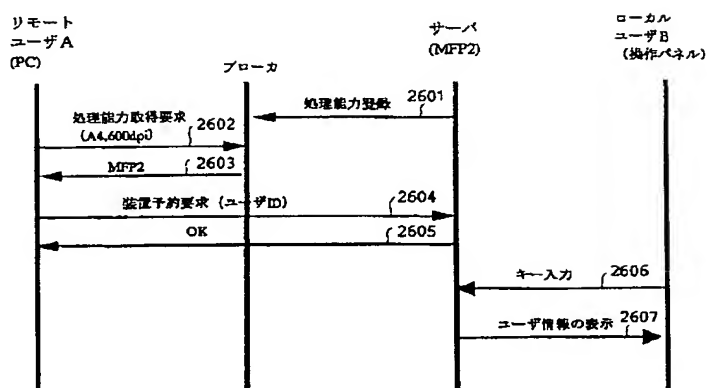 リモート
ユーザA
(PC)
ブローカ
サーバ
(MFP2)
ローカル
ユーザB
(操作パネル)
処理能力登録 2601
処理能力取得要求
(A4,600dpi) 2602
MFP2 2603
装置予約要求 (ユーザID) 2604
OK 2605
キー入力 2606
ユーザ情報の表示 2607